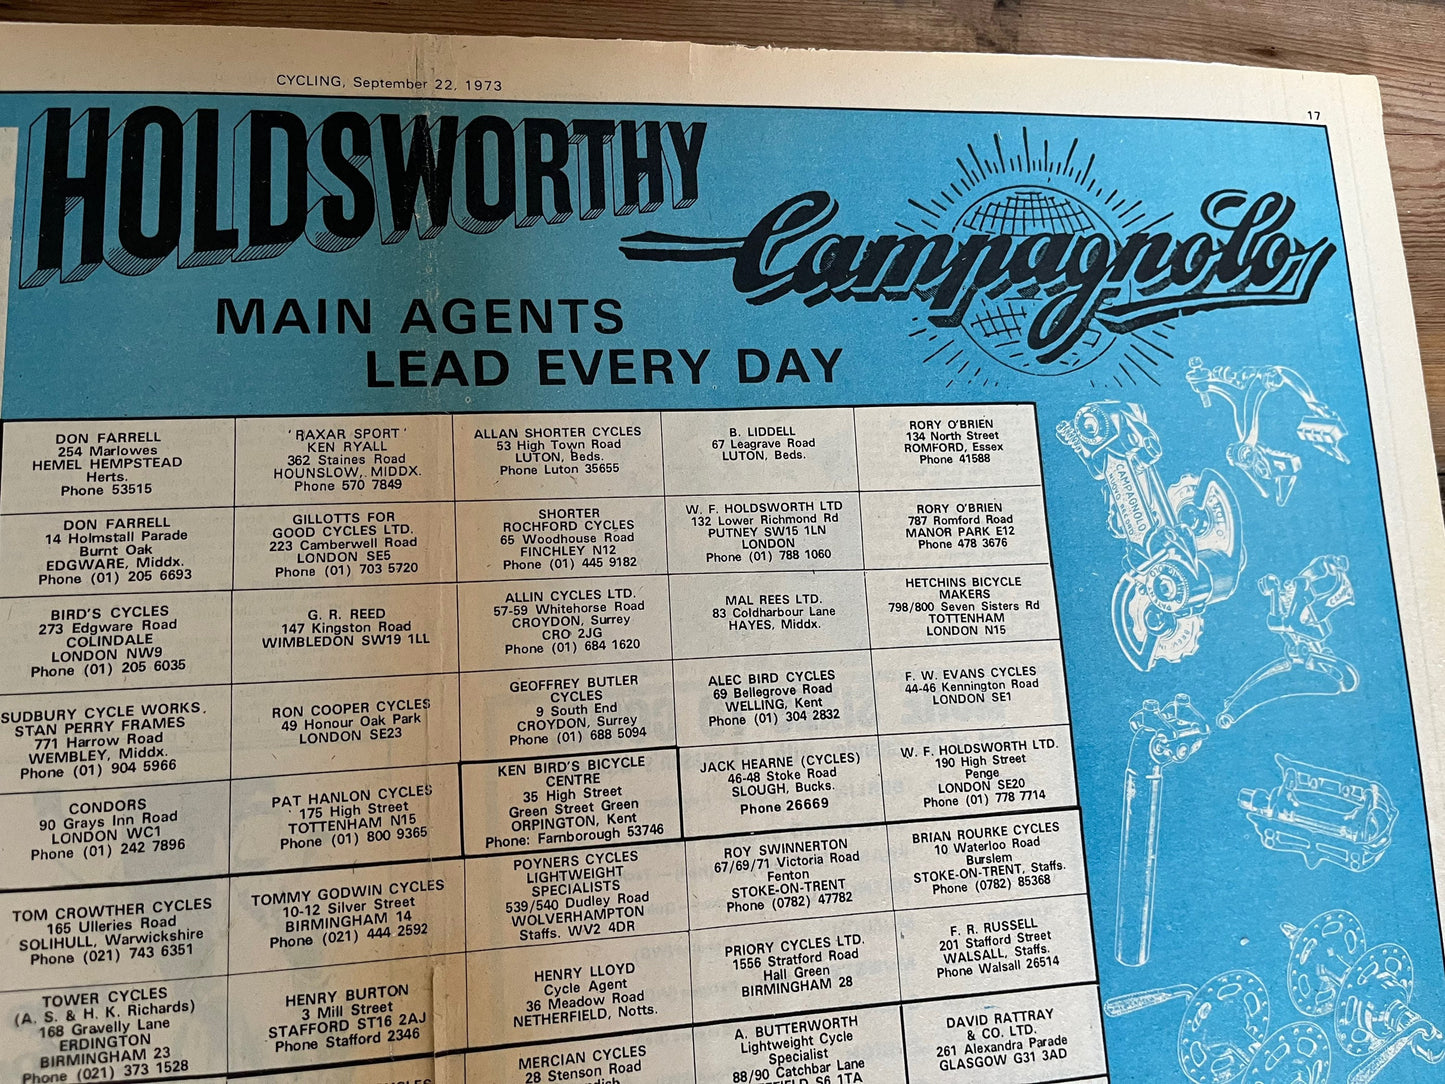 CYCLING, September 22, 1973
17
HOLDSWORTHY
Campagnolo
MAIN AGENTS
LEAD EVERY DAY
DON FARRELL
254 Marlowes
HEMEL HEMPSTEAD
Herts.
Phone 53515
'RAXAR SPORT'
KEN RYALL
362 Staines Road
HOUNSLOW, MIDDX.
Phone 570 7849
ALLAN SHORTER CYCLES
53 High Town Road
LUTON, Beds.
Phone Luton 35655
B. LIDDELL
67 Leagrave Road
LUTON, Beds.
RORY O'BRIEN
134 North Street
ROMFORD, Essex
Phone 41588
DON FARRELL
14 Holmstall Parade
Burnt Oak
EDGWARE, Middx.
Phone (01) 205 6693
GILLOTTS FOR
GOOD CYCLES LTD.
223 Camberwell Road
LONDON SE5
Phone (01) 703 5720
SHORTER
ROCHFORD CYCLES
65 Woodhouse Road
FINCHLEY N12
Phone (01) 445 9182
W. F. HOLDSWORTH LTD
132 Lower Richmond Rd
PUTNEY SW15 1LN
LONDON
Phone (01) 788 1060
RORY O'BRIEN
787 Romford Road
MANOR PARK E12
Phone 478 3676
BIRD'S CYCLES
273 Edgware Road
COLINDALE
LONDON NW9
Phone (01) 205 6035
G. R. REED
147 Kingston Road
WIMBLEDON SW19 1LL
ALLIN CYCLES LTD.
57-59 Whitehorse Road
CROYDON, Surrey
CRO 2JG
Phone (01) 684 1620
MAL REES LTD.
83 Coldharbour Lane
HAYES, Middx.
HETCHINS BICYCLE
MAKERS
798/800 Seven Sisters Rd
TOTTENHAM
LONDON N15
SUDBURY CYCLE WORKS,
STAN PERRY FRAMES
771 Harrow Road
WEMBLEY, Middx.
Phone (01) 904 5966
RON COOPER CYCLES
49 Honour Oak Park
LONDON SE23
GEOFFREY BUTLER
CYCLES
9 South End
CROYDON, Surrey
Phone (01) 688 5094
ALEC BIRD CYCLES
69 Bellegrove Road
WELLING, Kent
Phone (01) 304 2832
F. W. EVANS CYCLES
44-46 Kennington Road
LONDON SE1
CONDORS
90 Grays Inn Road
LONDON WC1
Phone (01) 242 7896
PAT HANLON CYCLES
175 High Street
TOTTENHAM N15
Phone (01) 800 9365
KEN BIRD'S BICYCLE
CENTRE
35 High Street
Green Street Green
ORPINGTON, Kent
Phone: Farnborough 53746
JACK HEARNE (CYCLES)
46-48 Stoke Road
SLOUGH, Bucks.
Phone 26669
W. F. HOLDSWORTH LTD.
190 High Street
Penge
LONDON SE20
Phone (01) 778 7714
TOM CROWTHER CYCLES
165 Ulleries Road
SOLIHULL, Warwickshire
Phone (021) 743 6351
TOMMY GODWIN CYCLES
10-12 Silver Street
BIRMINGHAM 14
Phone (021) 444 2592
POYNERS CYCLES
LIGHTWEIGHT
SPECIALISTS
539/540 Dudley Road
WOLVERHAMPTON
Staffs. WV2 4DR
ROY SWINNERTON
67/69/71 Victoria Road
Fenton
STOKE-ON-TRENT
Phone (0782) 47782
BRIAN ROURKE CYCLES
10 Waterloo Road
Burslem
STOKE-ON-TRENT, Staffs.
Phone (0782) 85368
TOWER CYCLES
(A. S. & H. K. Richards)
168 Gravelly Lane
ERDINGTON
BIRMINGHAM 23
Phone (021) 373 1528
HENRY BURTON
3 Mill Street
STAFFORD ST16 2AJ
Phone Stafford 2346
HENRY LLOYD
Cycle Agent
36 Meadow Road
NETHERFIELD, Notts.
PRIORY CYCLES LTD.
1556 Stratford Road
Hall Green
BIRMINGHAM 28
F. R. RUSSELL
201 Stafford Street
WALSALL, Staffs.
Phone Walsall 26514
MERCIAN CYCLES
28 Stenson Road
A. BUTTERWORTH
Lightweight Cycle
Specialist
88/90 Catchbar Lane
S6 1TA
DAVID RATTRAY
& CO. LTD.
261 Alexandra Parade
GLASGOW G31 3AD
CAMPAGNOLO